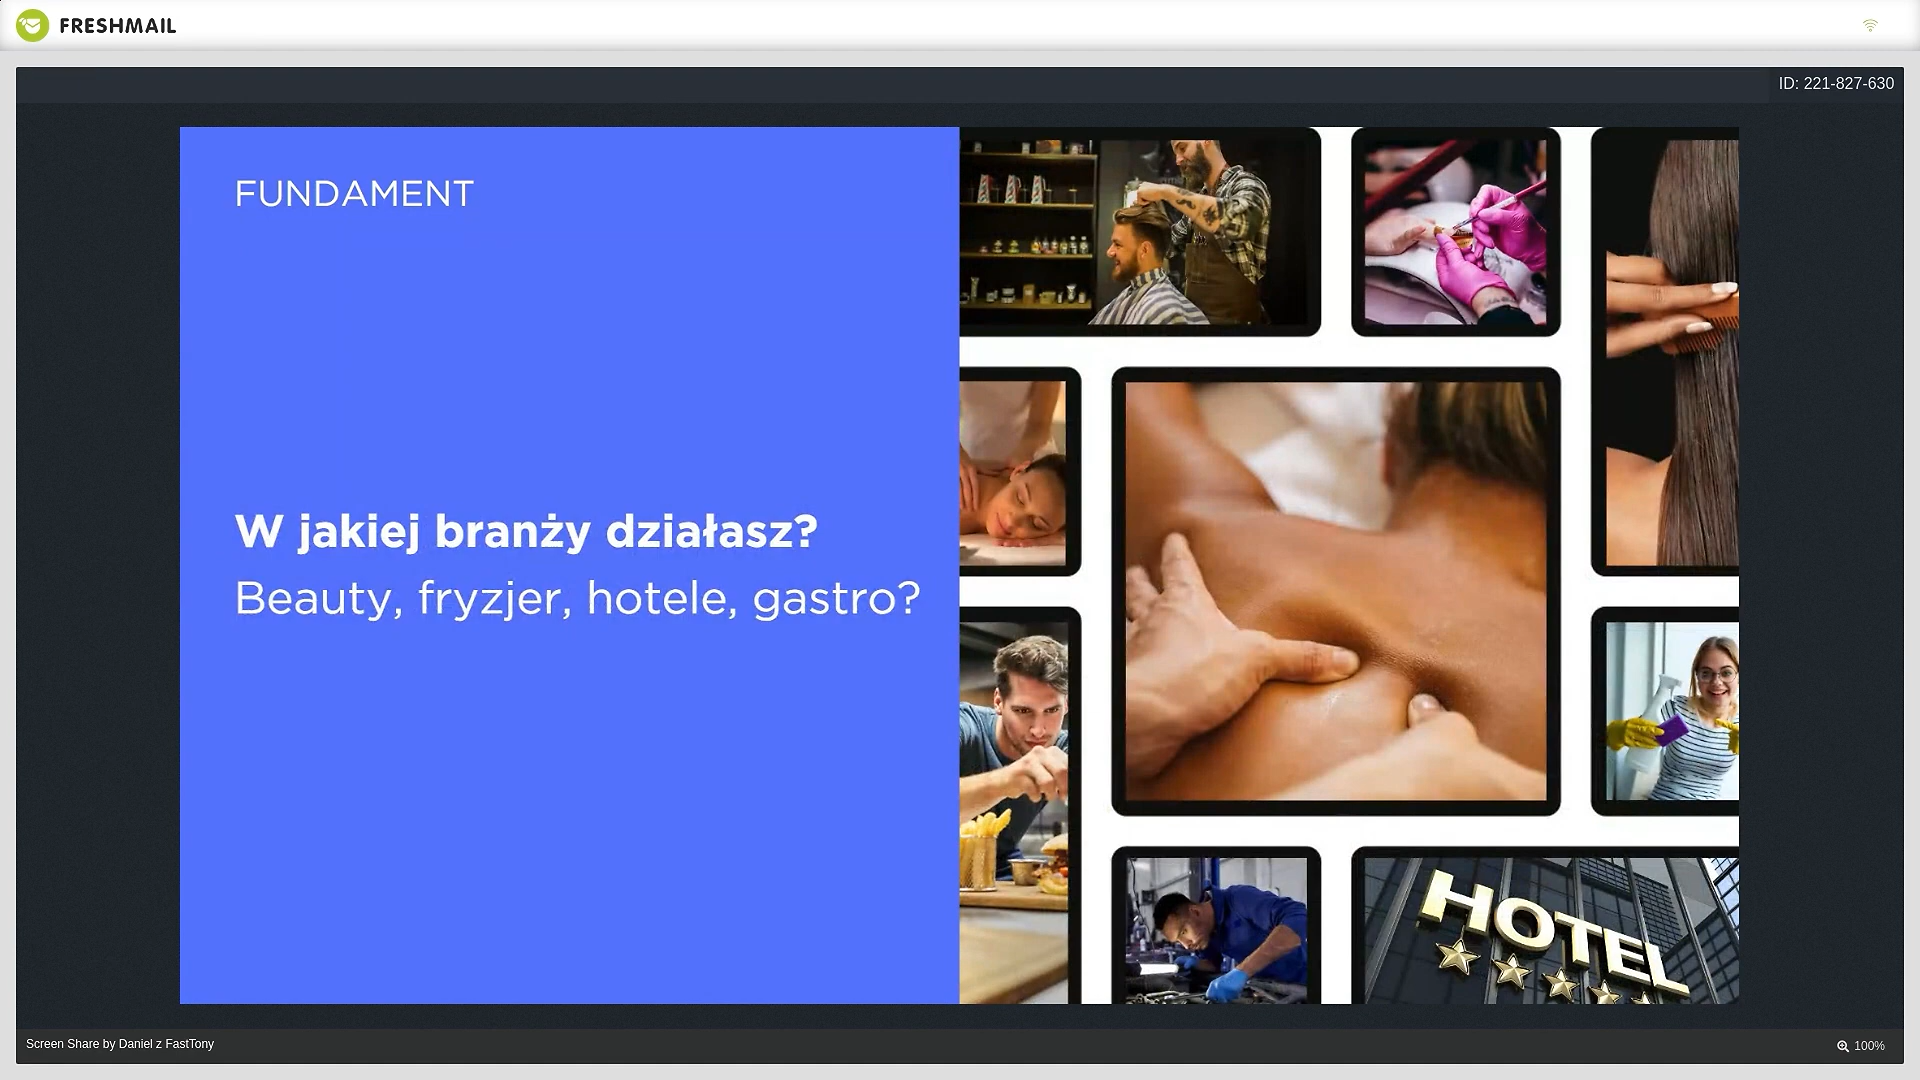 FRESHMAIL
ID: 221-827-630
FUNDAMENT
W jakiej branży działasz?
Beauty, fryzjer, hotele, gastro?
HOTEL
Screen Share by Daniel z FastTony
100%